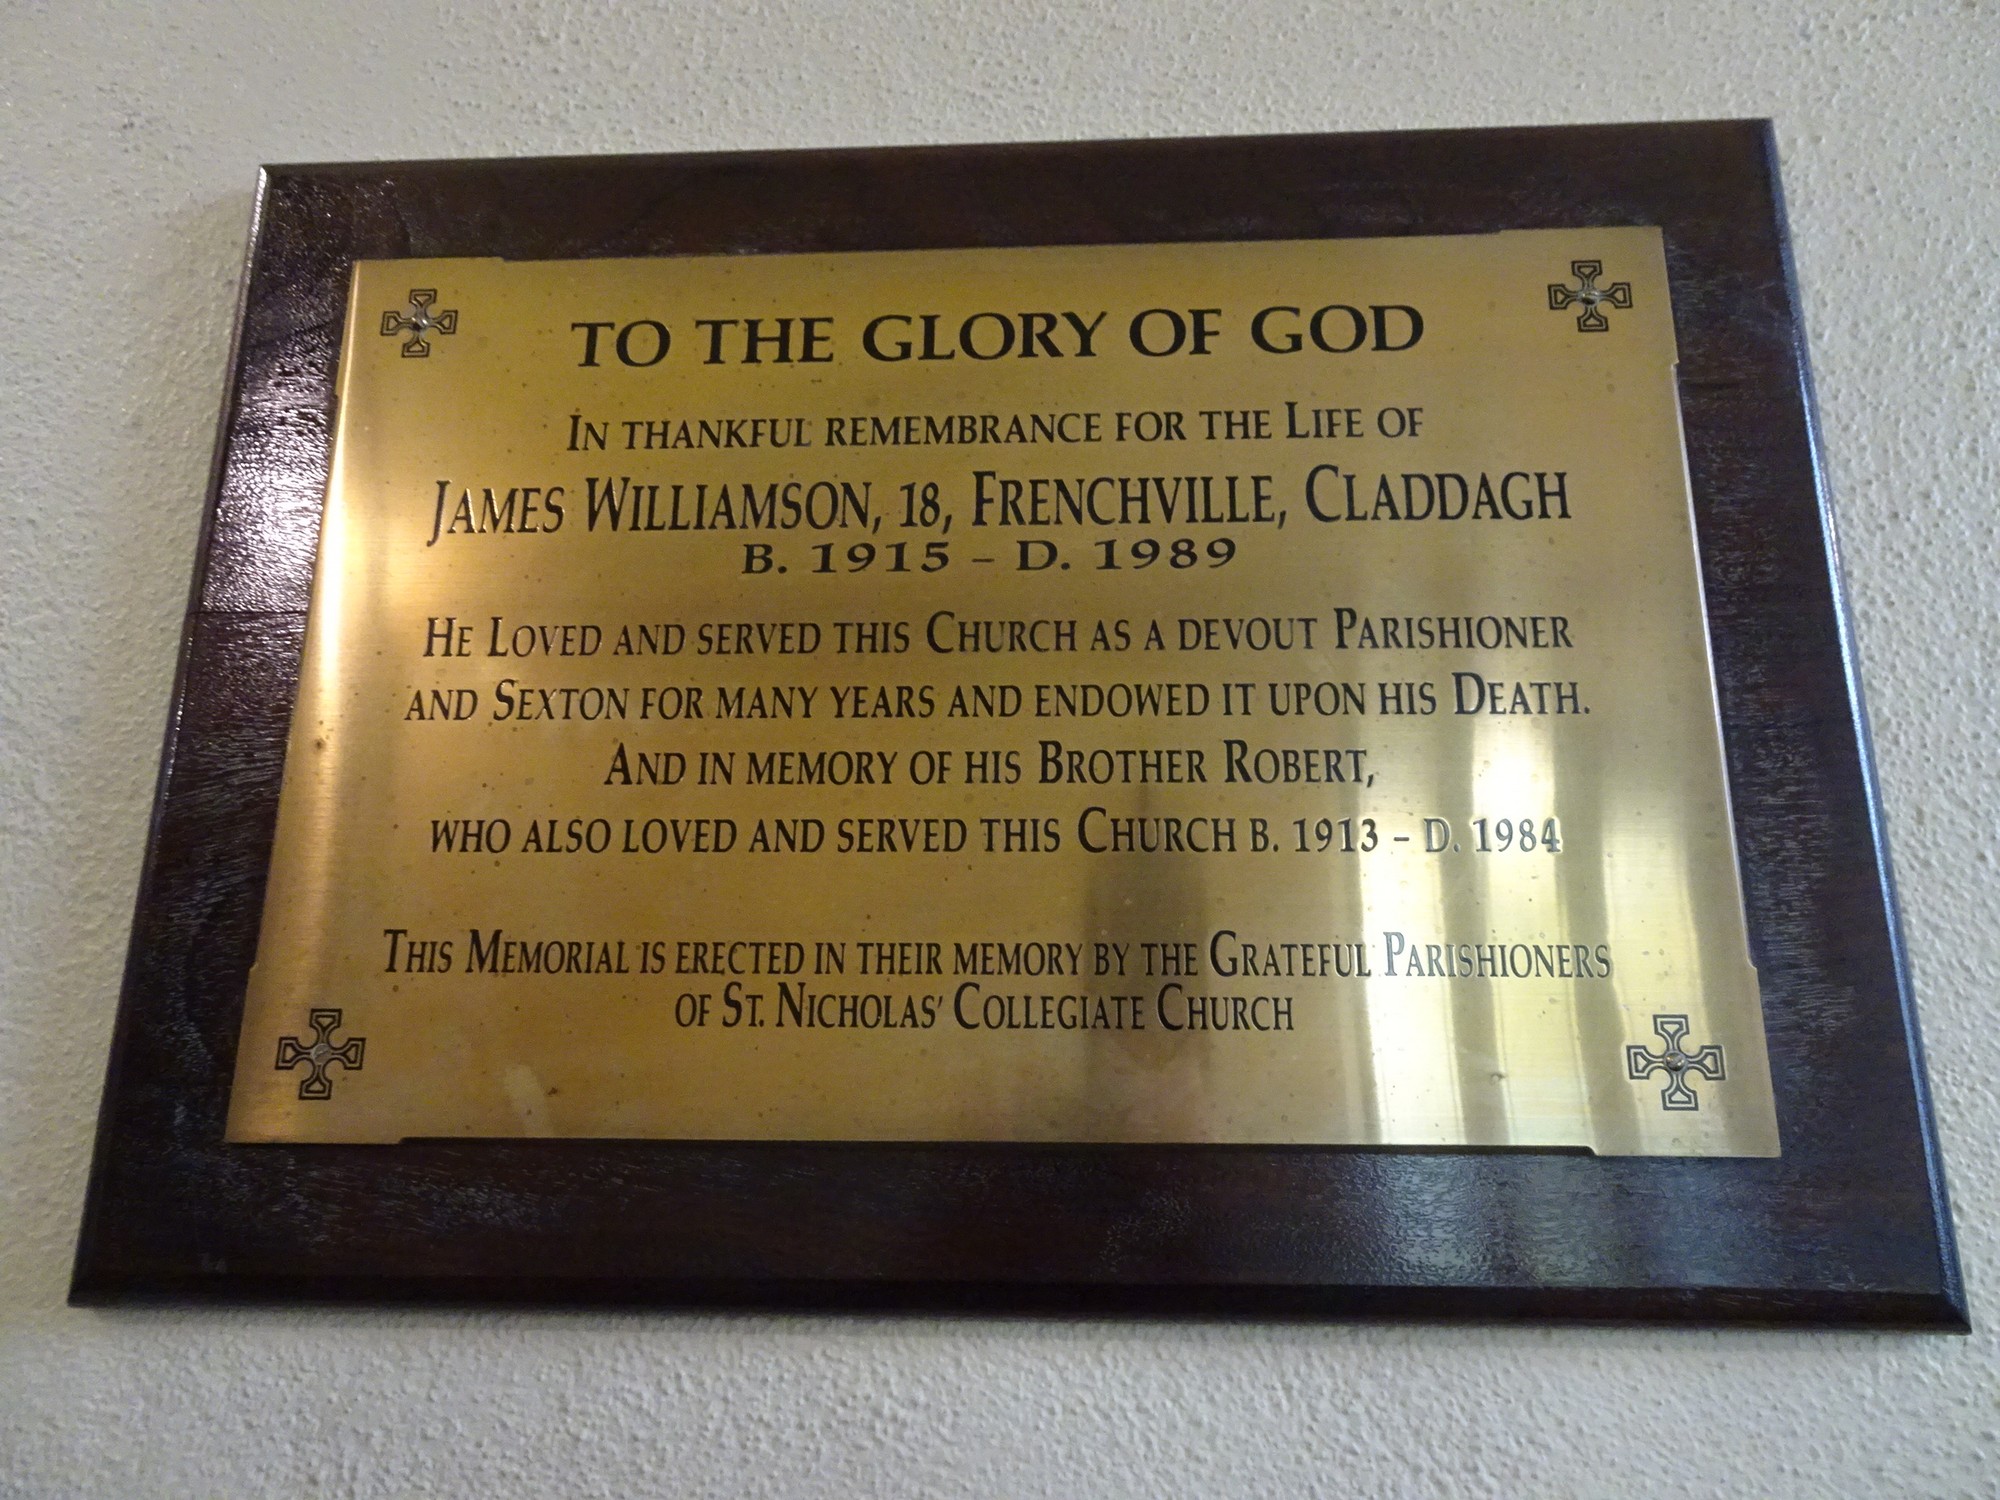 TO THE GLORY OF GOD
IN THANKFUL REMEMBRANCE FOR THE LIFE OF
JAMES WILLIAMSON, 18, FRENCHVILLE, CLADDAGH
B. 1915 – D. 1989
HE LOVED AND SERVED THIS CHURCH AS A DEVOUT PARISHIONER
AND SEXTON FOR MANY YEARS AND ENDOWED IT UPON HIS DEATH.
AND IN MEMORY OF HIS BROTHER ROBERT,
WHO ALSO LOVED AND SERVED THIS CHURCH B. 1913 – D. 1984
THIS MEMORIAL IS ERECTED IN THEIR MEMORY BY THE GRATEFUL PARISHIONERS
OF ST. NICHOLAS' COLLEGIATE CHURCH